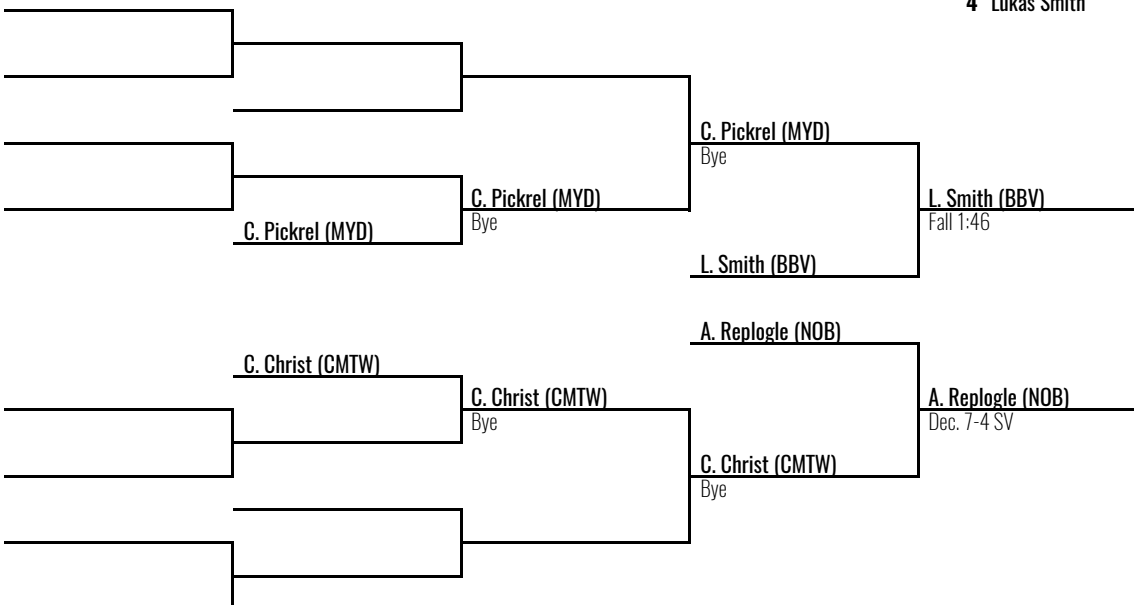 4 Lukas Smith
C. Pickrel (MYD)
Bye
C. Pickrel (MYD)
Bye
L. Smith (BBV)
Fall 1:46
C. Pickrel (MYD)
L. Smith (BBV)
A. Replogle (NOB)
C. Christ (CMTW)
C. Christ (CMTW)
Bye
A. Replogle (NOB)
Dec. 7-4 SV
C. Christ (CMTW)
Bye